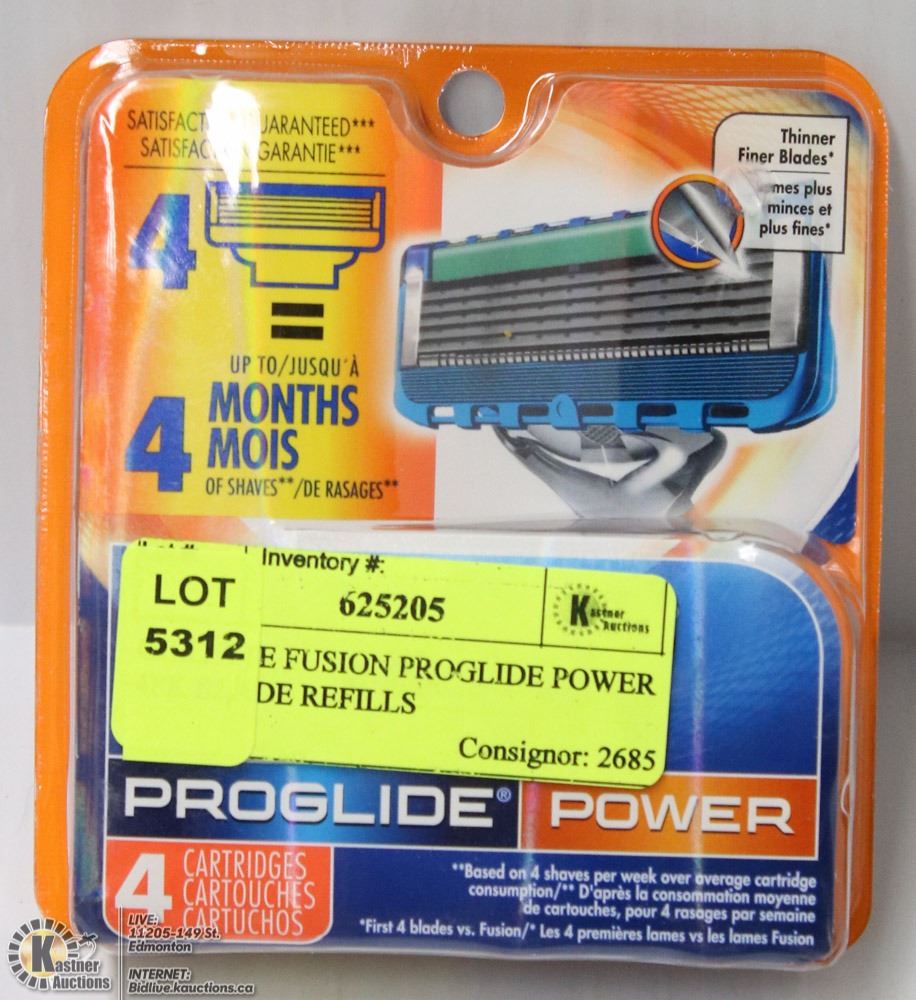 SATISFACT UARANTEED***
SATISFAC N GARANTIE***
4
=
UP TO/JUSQU'À
4 MONTHS
MOIS
OF SHAVES**/DE RASAGES**
Thinner
Finer Blades*
mes plus
minces et
plus fines*
Inventory #:
LOT
5312
625205
Kastner
Auctions
E FUSION PROGLIDE POWER
DE REFILLS
Consignor: 2685
PROGLIDE® POWER
4 CARTRIDGES
CARTOUCHES
CARTUCHOS
**Based on 4 shaves per week over average cartridge
consumption/** D'après la consommation moyenne
de cartouches, pour 4 rasages par semaine
*First 4 blades vs. Fusion/* Les 4 premières lames vs les lames Fusion
Kastner
Auctions
LIVE:
11205-149 St.
Edmonton
INTERNET:
Bidlive.kauctions.ca